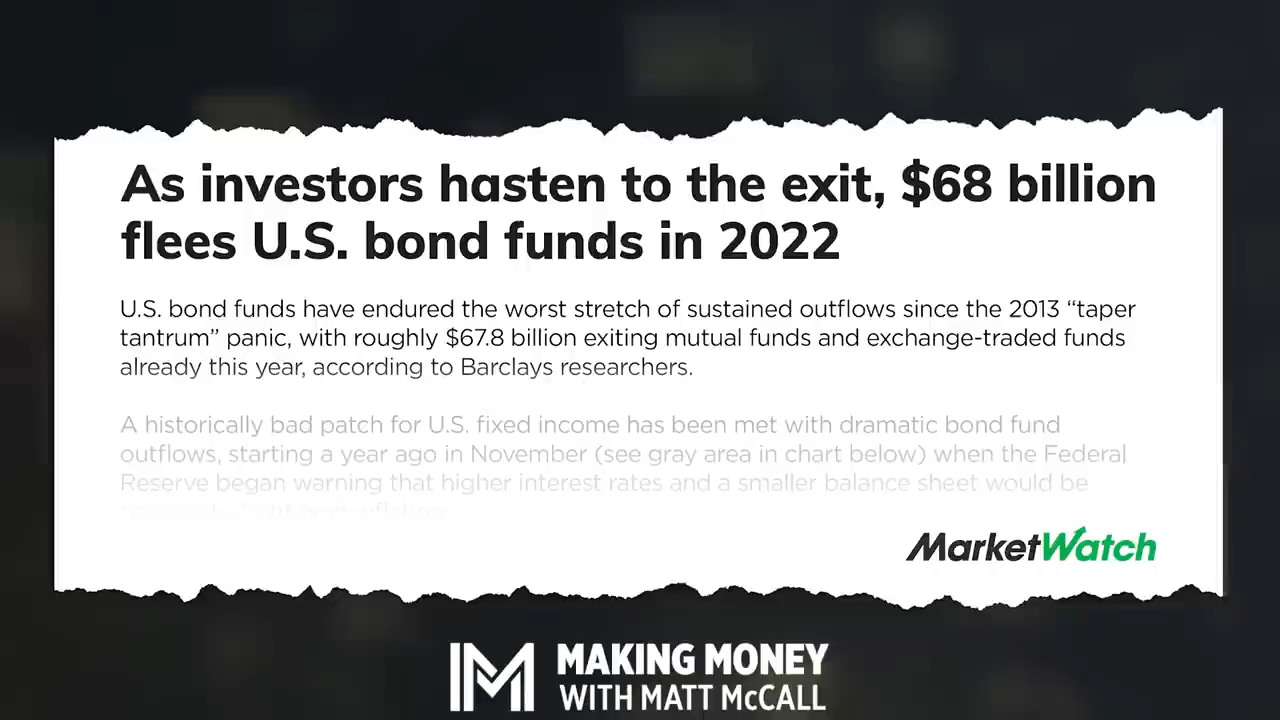 As investors hasten to the exit, $68 billion
flees U.S. bond funds in 2022
U.S. bond funds have endured the worst stretch of sustained outflows since the 2013 “taper
tantrum” panic, with roughly $67.8 billion exiting mutual funds and exchange-traded funds
already this year, according to Barclays researchers.
A historically bad patch for U.S. fixed income has been met with dramatic bond fund
outflows, starting a year ago in November (see gray area in chart below) when the Federal
Reserve began warning that higher interest rates and a smaller balance sheet would be
MarketWatch
MAKING MONEY
WITH MATT McCALL